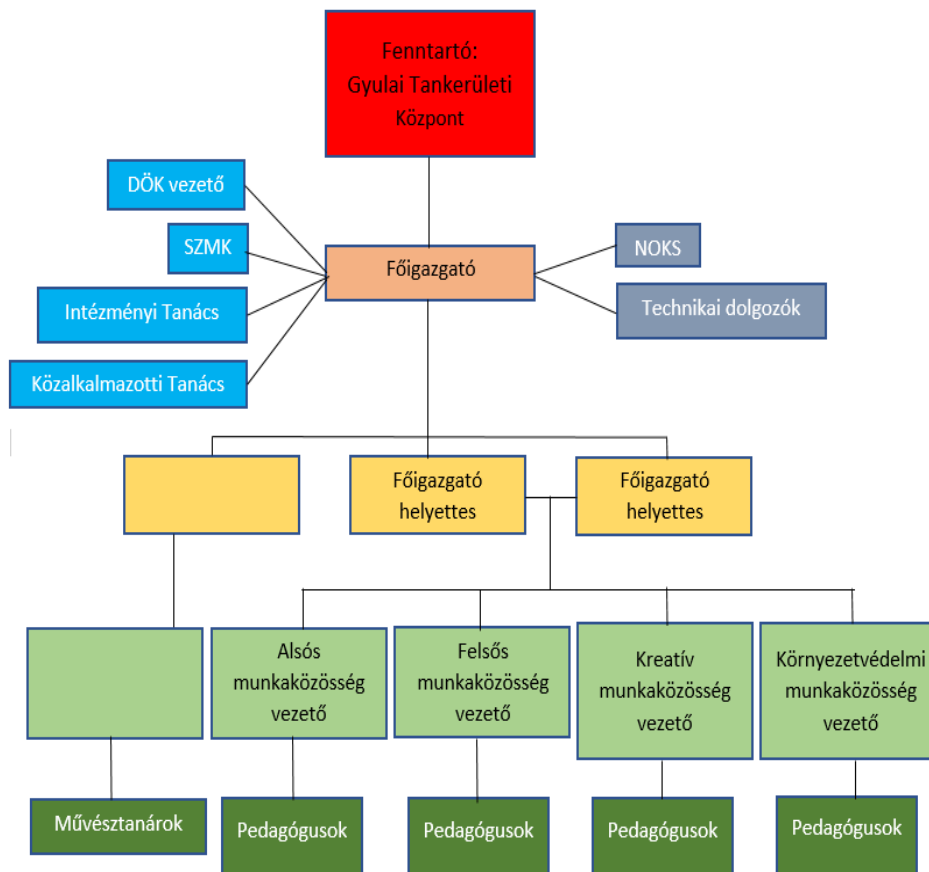 Fenntartó:
Gyulai Tankerületi
Központ
DÖK vezető
SZMK
NOKS
Főigazgató
Intézményi Tanács
Technikai dolgozók
Közalkalmazotti Tanács
Főigazgató
helyettes
Főigazgató
helyettes
Alsós
munkaközösség
vezető
Felsős
munkaközösség
vezető
Kreatív
munkaközösség
vezető
Környezetvédelmi
munkaközösség
vezető
Művésztanárok
Pedagógusok
Pedagógusok
Pedagógusok
Pedagógusok